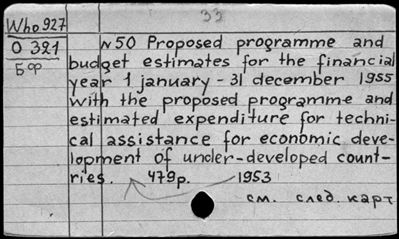 33
Who 927
O 321
БФ
N50 Proposed programme and
budget estimates for the financial
year 1 january - 31 december 1955
with the proposed programme and
estimated expenditure for techni-
cal assistance for economic deve-
lopment of under-developed count-
ries. 479p. 1953
см. след. карт.